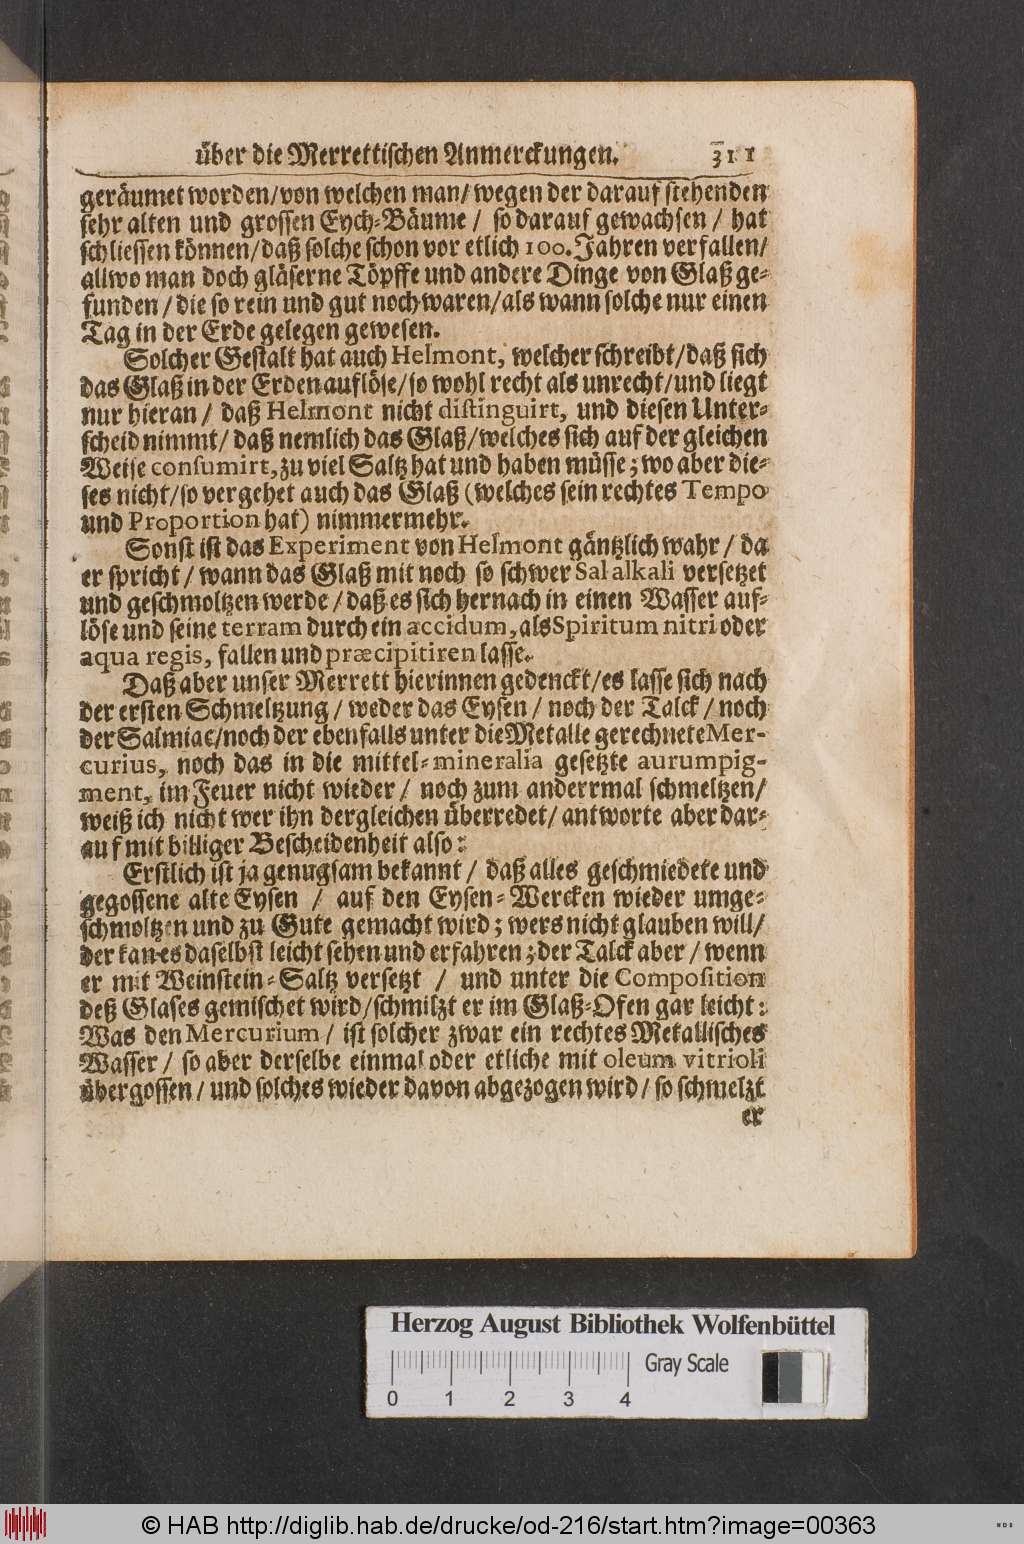 über die Merrettischen Anmerckungen. 311
geräumet worden/von welchen man/wegen der darauf stehenden
sehr alten und grossen Eych-Bäume / so darauf gewachsen / hat
schliessen können/daß solche schon vor etlich 100. Jahren verfallen/
allwo man doch gläserne Töpffe und andere Dinge von Glaß ge-
funden / die so rein und gut noch waren/als wann solche nur einen
Tag in der Erde gelegen gewesen.
Solcher Gestalt hat auch Helmont, welcher schreibt/daß sich
das Glaß in der Erden auflöse/so wohl recht als unrecht/und liegt
nur hieran / daß Helmont nicht distinguirt, und diesen Unter-
scheid nimmt/ daß nemlich das Glaß/welches sich auf der gleichen
Weise consumirt, zu viel Saltz hat und haben müsse; wo aber die-
ses nicht/so vergehet auch das Glaß (welches sein rechtes Tempo
und Proportion hat) nimmermehr.
Sonst ist das Experiment von Helmont gäntzlich wahr / da
er spricht / wann das Glaß mit noch so schwer Sal alkali versetzet
und geschmoltzen werde / daß es sich hernach in einen Wasser auf-
löse und seine terram durch ein accidum, als Spiritum nitri oder
aqua regis, fallen und præcipitiren lasse.
Daß aber unser Merrett hierinnen gedenckt/es lasse sich nach
der ersten Schmeltzung / weder das Eysen / noch der Talck / noch
der Salmiac/noch der ebenfalls unter die Metalle gerechnete Mer-
curius, noch das in die mittel-mineralia gesetzte aurumpig-
ment, im Feuer nicht wieder / noch zum anderrmal schmeltzen/
weiß ich nicht wer ihn dergleichen überredet/ antworte aber dar-
auf mit billiger Bescheidenheit also:
Erstlich ist ja genugsam bekannt / daß alles geschmiedete und
gegossene alte Eysen / auf den Eysen-Wercken wieder umge-
schmoltzen und zu Gute gemacht wird; wers nicht glauben will/
der kan es daselbst leicht sehen und erfahren; der Talck aber / wenn
er mit Weinstein-Saltz versetzt / und unter die Composition
deß Glases gemischet wird/schmilzt er im Glaß-Ofen gar leicht:
Was den Mercurium / ist solcher zwar ein rechtes Metallisches
Wasser / so aber derselbe einmal oder etliche mit oleum vitrioli
übergossen / und solches wieder davon abgezogen wird / so schmelzt
er
Herzog August Bibliothek Wolfenbüttel
Gray Scale
0 1 2 3 4
© HAB http://diglib.hab.de/drucke/od-216/start.htm?image=00363